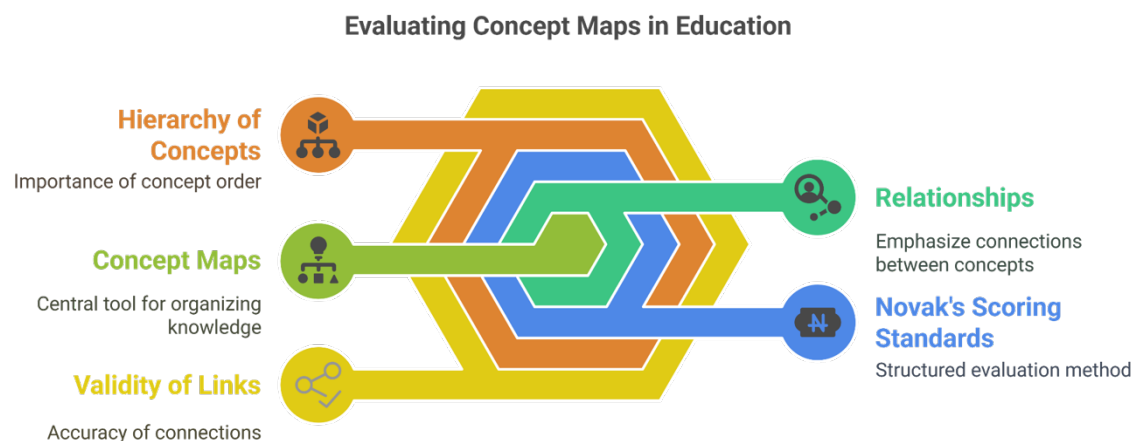 Evaluating Concept Maps in Education
Hierarchy of
Concepts
Importance of concept order
Concept Maps
Central tool for organizing
knowledge
Validity of Links
Accuracy of connections
Relationships
Emphasize connections
between concepts
Novak's Scoring
Standards
Structured evaluation method